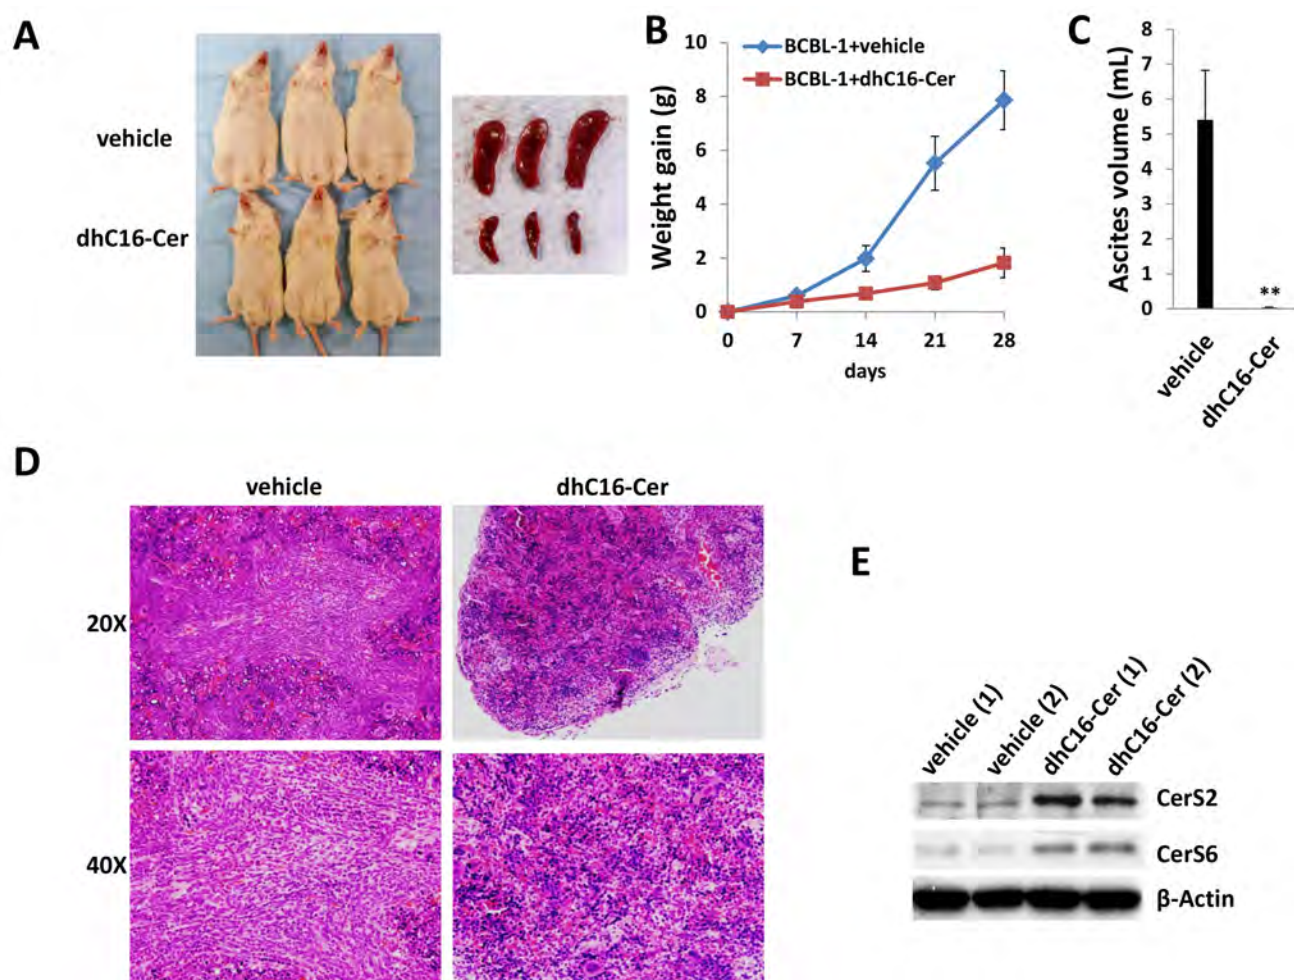 A
vehicle
dhC16-Cer
B
Weight gain (g)
10
8
6
4
2
0
BCBL-1+vehicle
BCBL-1+dhC16-Cer
0 7 14 21 28
days
C
Ascites volume (mL)
8
7
6
5
4
3
2
1
0
**
vehicle
dhC16-Cer
D
vehicle dhC16-Cer
20X
40X
E
vehicle (1)
vehicle (2)
dhC16-Cer (1)
dhC16-Cer (2)
CerS2
CerS6
β-Actin